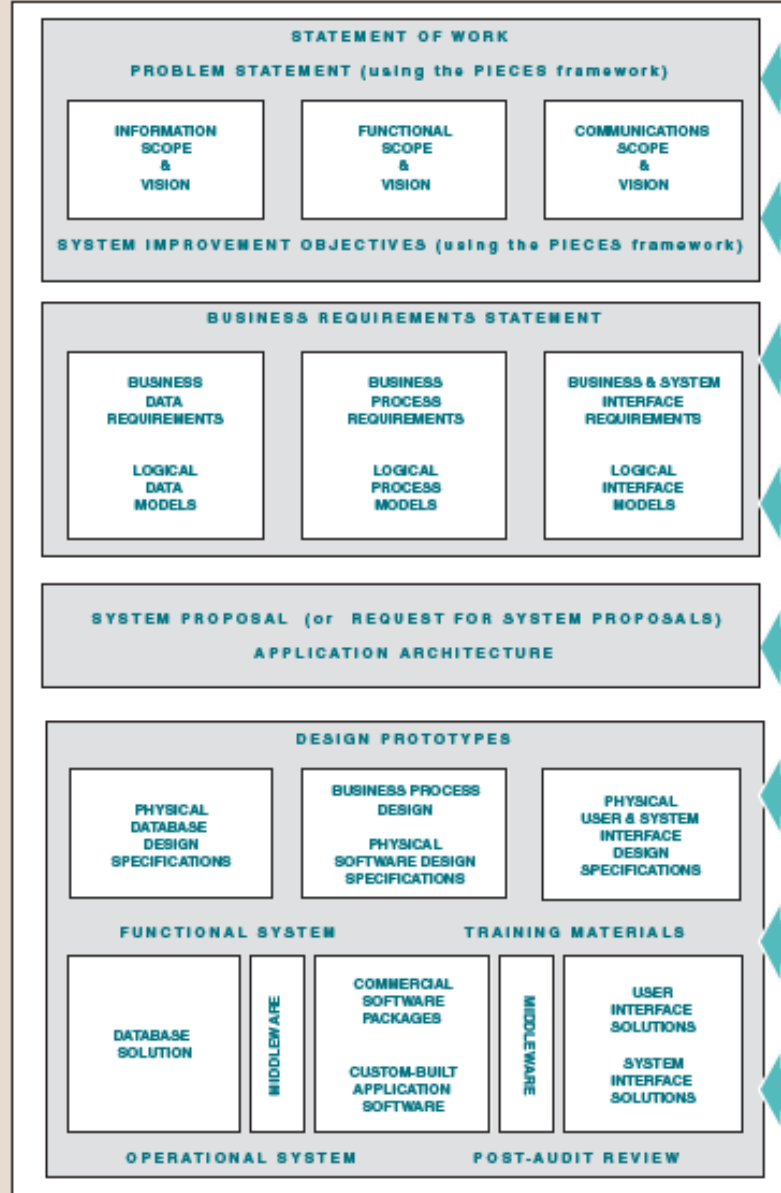 STATEMENT OF WORK
PROBLEM STATEMENT (using the PIECES framework)
INFORMATION
SCOPE
&
VISION
FUNCTIONAL
SCOPE
&
VISION
COMMUNICATIONS
SCOPE
&
VISION
SYSTEM IMPROVEMENT OBJECTIVES (using the PIECES framework)
BUSINESS REQUIREMENTS STATEMENT
BUSINESS
DATA
REQUIREMENTS
LOGICAL
DATA
MODELS
BUSINESS
PROCESS
REQUIREMENTS
LOGICAL
PROCESS
MODELS
BUSINESS & SYSTEM
INTERFACE
REQUIREMENTS
LOGICAL
INTERFACE
MODELS
SYSTEM PROPOSAL (or REQUEST FOR SYSTEM PROPOSALS)
APPLICATION ARCHITECTURE
DESIGN PROTOTYPES
PHYSICAL
DATABASE
DESIGN
SPECIFICATIONS
BUSINESS PROCESS
DESIGN
PHYSICAL
SOFTWARE DESIGN
SPECIFICATIONS
PHYSICAL
USER & SYSTEM
INTERFACE
DESIGN
SPECIFICATIONS
FUNCTIONAL SYSTEM
TRAINING MATERIALS
DATABASE
SOLUTION
MIDDLEWARE
COMMERCIAL
SOFTWARE
PACKAGES
CUSTOM-BUILT
APPLICATION
SOFTWARE
MIDDLEWARE
USER
INTERFACE
SOLUTIONS
SYSTEM
INTERFACE
SOLUTIONS
OPERATIONAL SYSTEM
POST-AUDIT REVIEW